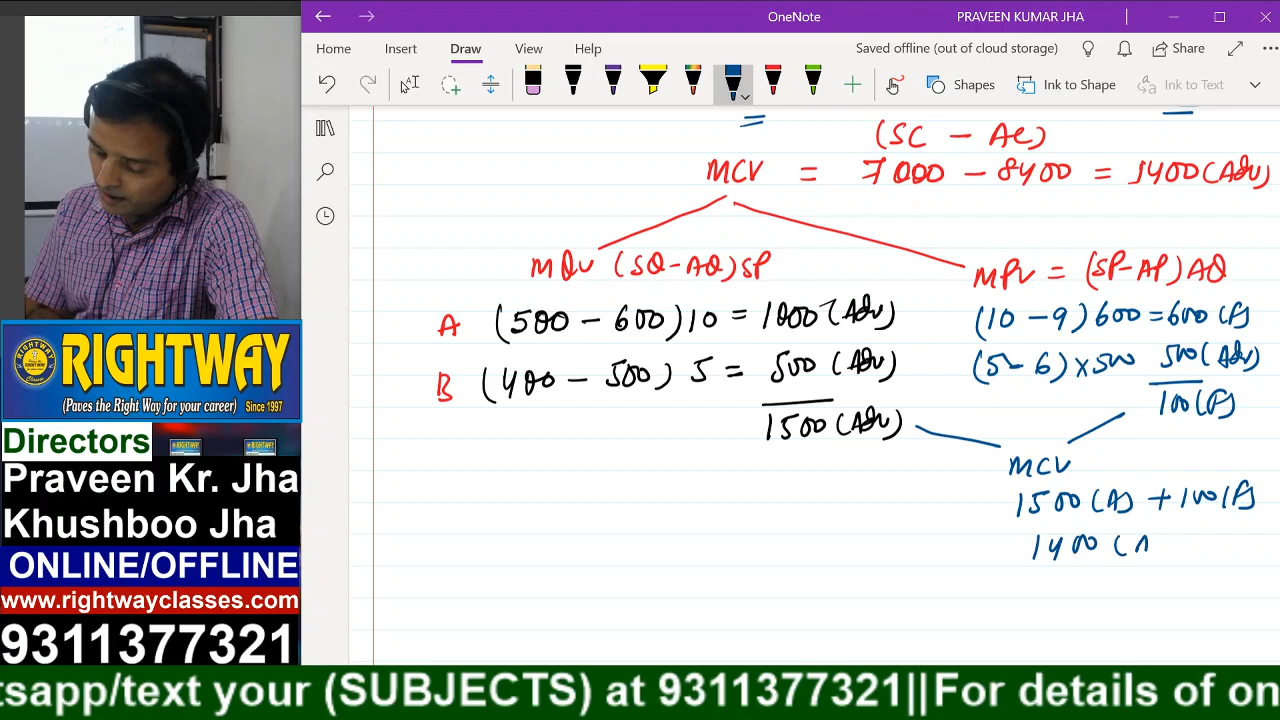 OneNote
PRAVEEN KUMAR JHA
Home Insert Draw View Help
Saved offline (out of cloud storage)
Share
Shapes
Ink to Shape
Ink to Text
(SC - AC)
MCV = 7000 - 8400 = 1400 (Adv)
MQV (SQ-AQ)SP
MPV = (SP-AP) AQ
A (500 - 600) 10 = 1000 (Adv)
(10 - 9) 600 = 600 (F)
B (400 - 500) 5 = 500 (Adv)
(5 - 6) x 500 500 (Adv)
1500 (Adv)
100 (F)
MCV
1500 (A) + 100 (F)
1400 (A
RIGHTWAY
(Paves the Right Way for your career) Since 1997
Directors
Praveen Kr. Jha
Khushboo Jha
ONLINE/OFFLINE
www.rightwayclasses.com
9311377321
tsapp/text your (SUBJECTS) at 9311377321||For details of on